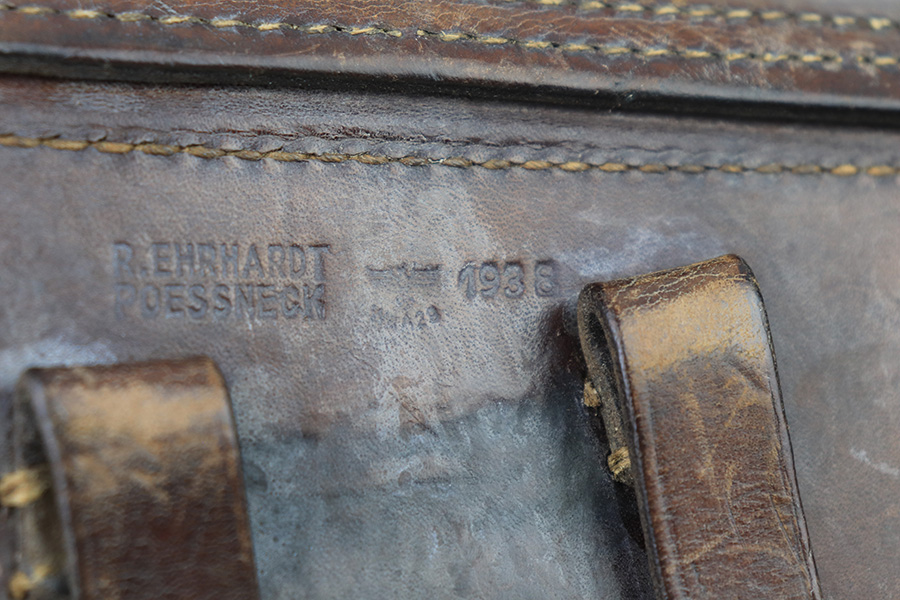 R. EHRHARDT
POESSNECK
1938